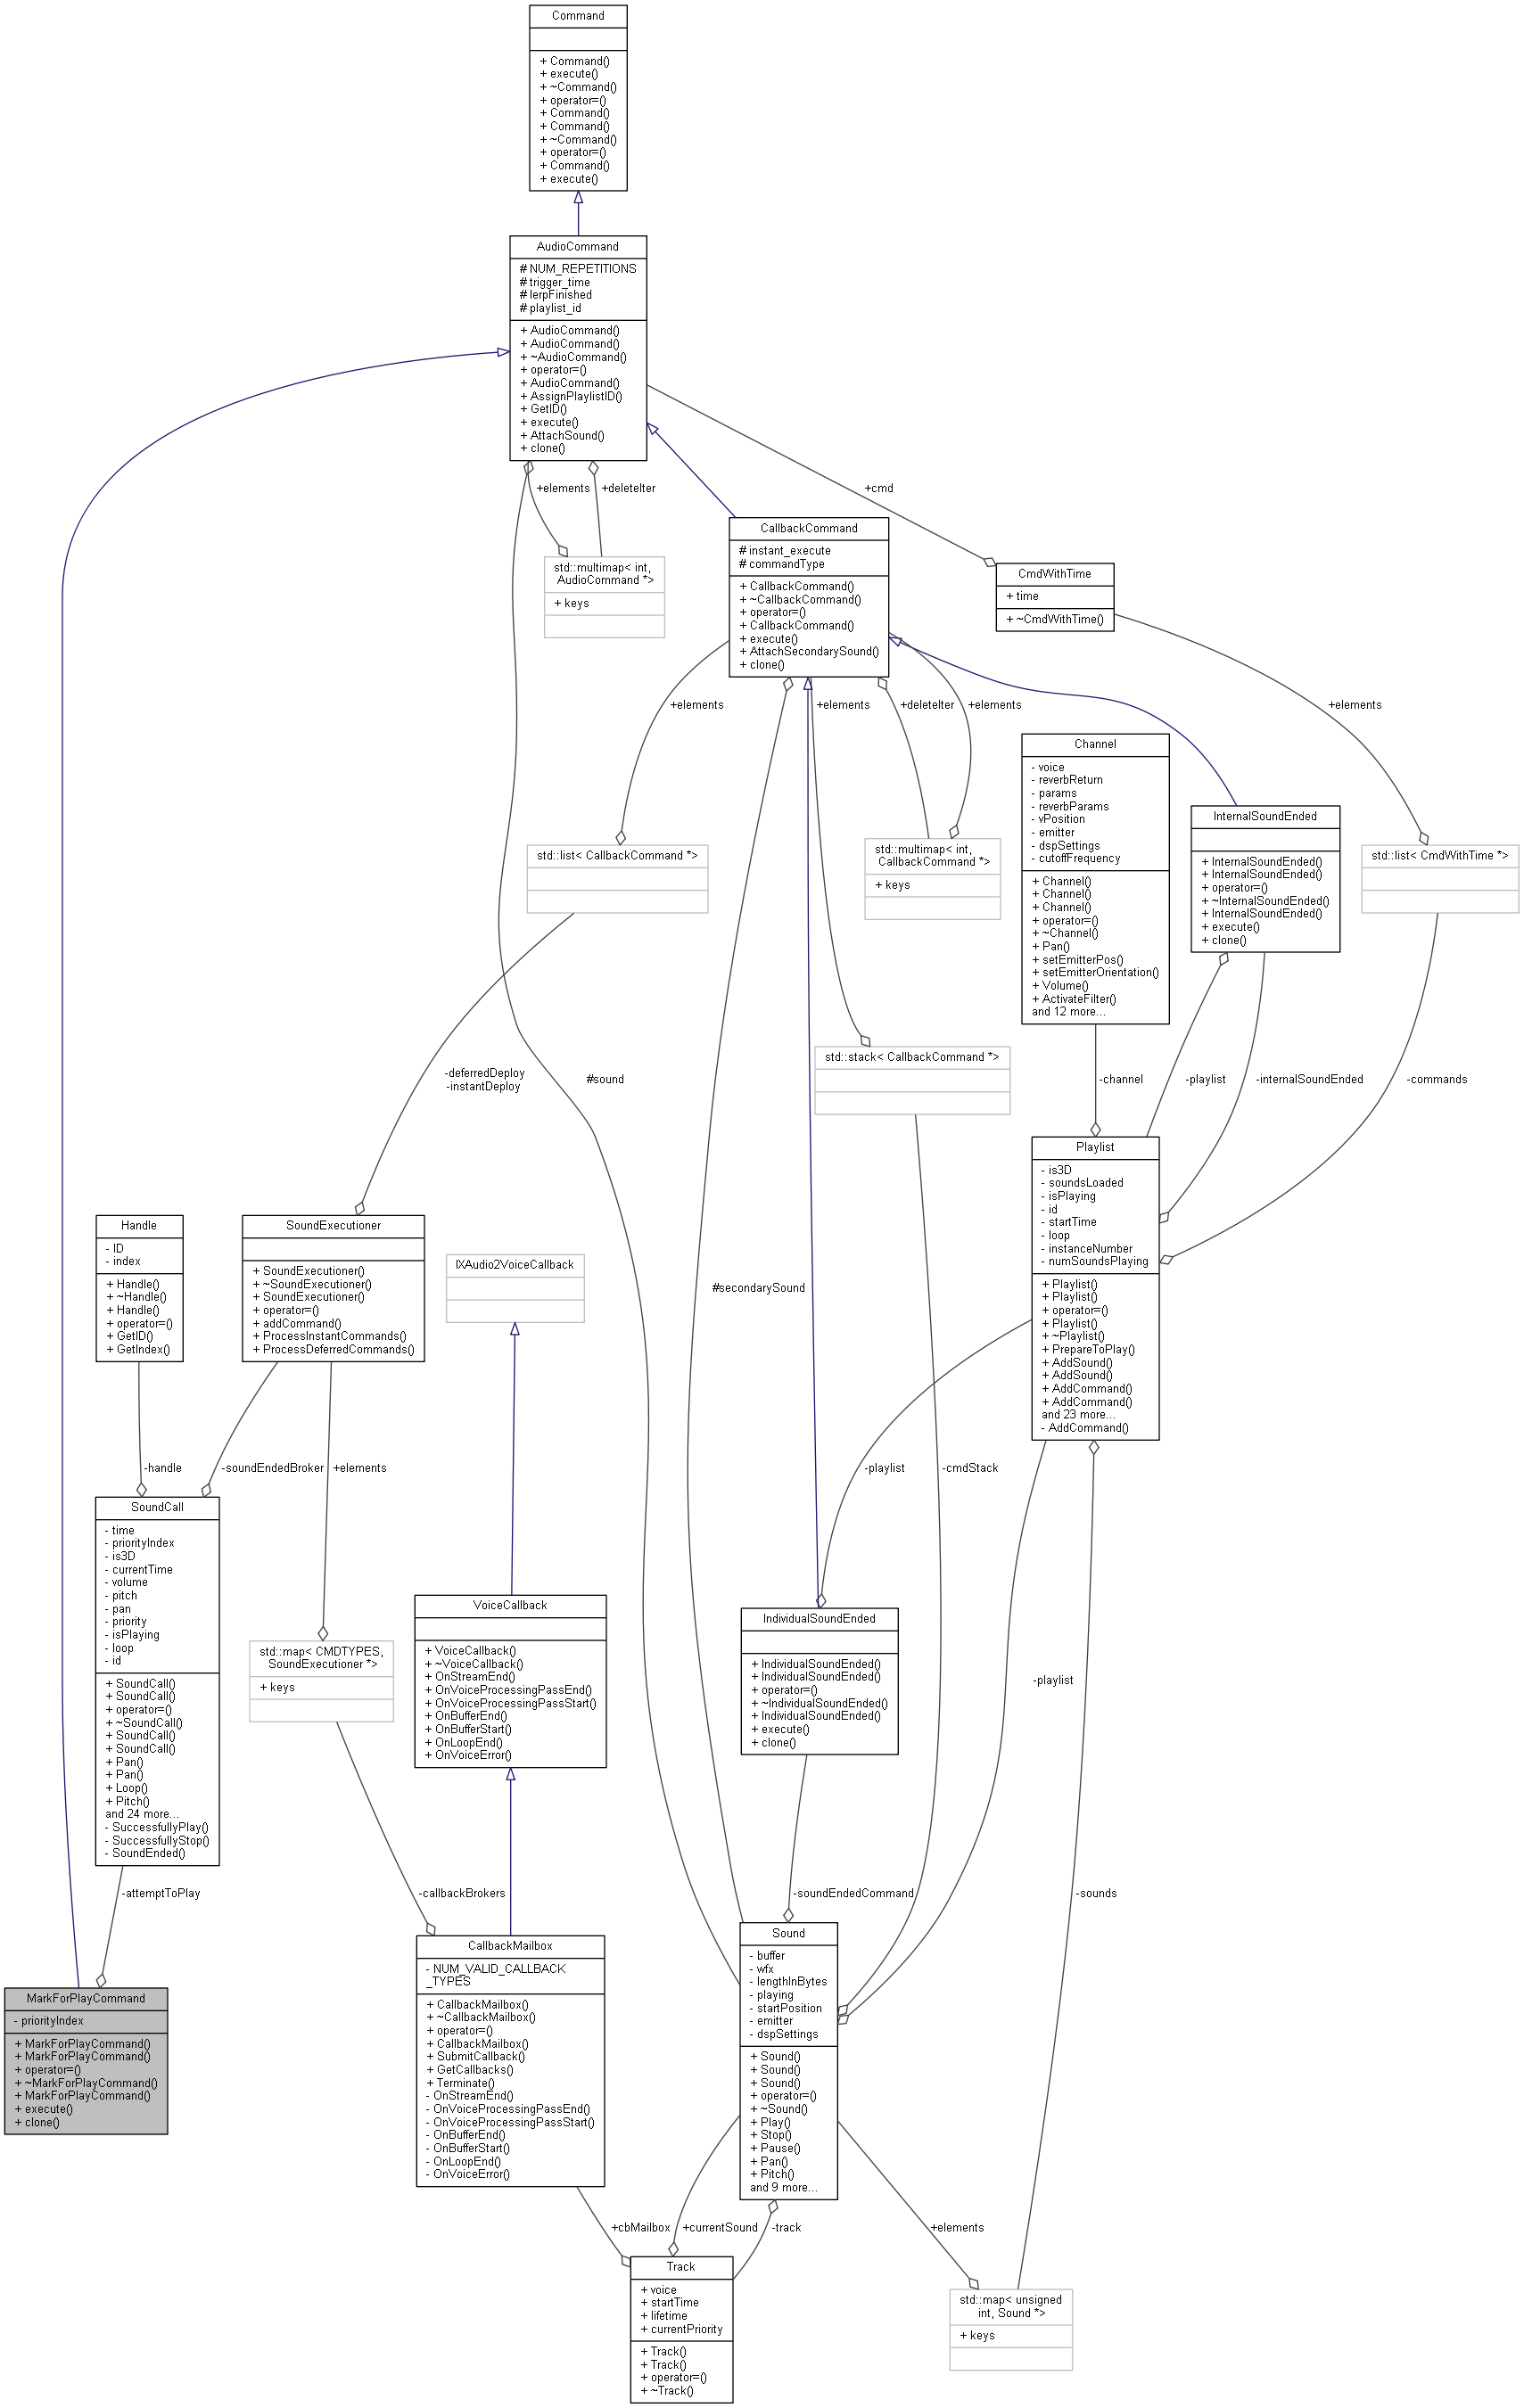 Command
+ Command()
+ execute()
+ ~Command()
+ operator=()
+ Command()
+ Command()
+ ~Command()
+ operator=()
+ Command()
+ execute()
AudioCommand
# NUM_REPETITIONS
# trigger_time
# lerpFinished
# playlist_id
+ AudioCommand()
+ AudioCommand()
+ ~AudioCommand()
+ operator=()
+ AudioCommand()
+ AssignPlaylistID()
+ GetID()
+ execute()
+ AttachSound()
+ clone()
+elements
+deleteIter
+cmd
std::multimap< int,
AudioCommand *>
+ keys
CallbackCommand
# instant_execute
# commandType
+ CallbackCommand()
+ ~CallbackCommand()
+ operator=()
+ CallbackCommand()
+ execute()
+ AttachSecondarySound()
+ clone()
CmdWithTime
+ time
+ ~CmdWithTime()
+elements
+elements
+deleteIter
+elements
+elements
Channel
- voice
- reverbReturn
- params
- reverbParams
- vPosition
- emitter
- dspSettings
- cutoffFrequency
+ Channel()
+ Channel()
+ Channel()
+ operator=()
+ ~Channel()
+ Pan()
+ setEmitterPos()
+ setEmitterOrientation()
+ Volume()
+ ActivateFilter()
and 12 more...
InternalSoundEnded
+ InternalSoundEnded()
+ InternalSoundEnded()
+ operator=()
+ ~InternalSoundEnded()
+ InternalSoundEnded()
+ execute()
+ clone()
std::list< CallbackCommand *>
std::multimap< int,
CallbackCommand *>
+ keys
std::list< CmdWithTime *>
std::stack< CallbackCommand *>
-deferredDeploy
-instantDeploy
#sound
-channel
-playlist
-internalSoundEnded
-commands
Playlist
- is3D
- soundsLoaded
- isPlaying
- id
- startTime
- loop
- instanceNumber
- numSoundsPlaying
+ Playlist()
+ Playlist()
+ operator=()
+ Playlist()
+ ~Playlist()
+ PrepareToPlay()
+ AddSound()
+ AddSound()
+ AddCommand()
+ AddCommand()
and 23 more...
- AddCommand()
Handle
- ID
- index
+ Handle()
+ ~Handle()
+ Handle()
+ operator=()
+ GetID()
+ GetIndex()
SoundExecutioner
+ SoundExecutioner()
+ ~SoundExecutioner()
+ SoundExecutioner()
+ operator=()
+ addCommand()
+ ProcessInstantCommands()
+ ProcessDeferredCommands()
IXAudio2VoiceCallback
#secondarySound
-handle
-soundEndedBroker
+elements
-playlist
-cmdStack
SoundCall
- time
- priorityIndex
- is3D
- currentTime
- volume
- pitch
- pan
- priority
- isPlaying
- loop
- id
+ SoundCall()
+ SoundCall()
+ operator=()
+ ~SoundCall()
+ SoundCall()
+ SoundCall()
+ Pan()
+ Pan()
+ Loop()
+ Pitch()
and 24 more...
- SuccessfullyPlay()
- SuccessfullyStop()
- SoundEnded()
std::map< CMDTYPES,
SoundExecutioner *>
+ keys
VoiceCallback
+ VoiceCallback()
+ ~VoiceCallback()
+ OnStreamEnd()
+ OnVoiceProcessingPassEnd()
+ OnVoiceProcessingPassStart()
+ OnBufferEnd()
+ OnBufferStart()
+ OnLoopEnd()
+ OnVoiceError()
IndividualSoundEnded
+ IndividualSoundEnded()
+ IndividualSoundEnded()
+ operator=()
+ ~IndividualSoundEnded()
+ IndividualSoundEnded()
+ execute()
+ clone()
-playlist
-attemptToPlay
-callbackBrokers
-soundEndedCommand
-sounds
MarkForPlayCommand
- priorityIndex
+ MarkForPlayCommand()
+ MarkForPlayCommand()
+ operator=()
+ ~MarkForPlayCommand()
+ MarkForPlayCommand()
+ execute()
+ clone()
CallbackMailbox
- NUM_VALID_CALLBACK
_TYPES
+ CallbackMailbox()
+ ~CallbackMailbox()
+ operator=()
+ CallbackMailbox()
+ SubmitCallback()
+ GetCallbacks()
+ Terminate()
- OnStreamEnd()
- OnVoiceProcessingPassEnd()
- OnVoiceProcessingPassStart()
- OnBufferEnd()
- OnBufferStart()
- OnLoopEnd()
- OnVoiceError()
Sound
- buffer
- wfx
- lengthInBytes
- playing
- startPosition
- emitter
- dspSettings
+ Sound()
+ Sound()
+ Sound()
+ operator=()
+ ~Sound()
+ Play()
+ Stop()
+ Pause()
+ Pan()
+ Pitch()
and 9 more...
+cbMailbox
+currentSound
-track
+elements
Track
+ voice
+ startTime
+ lifetime
+ currentPriority
+ Track()
+ Track()
+ operator=()
+ ~Track()
std::map< unsigned
int, Sound *>
+ keys